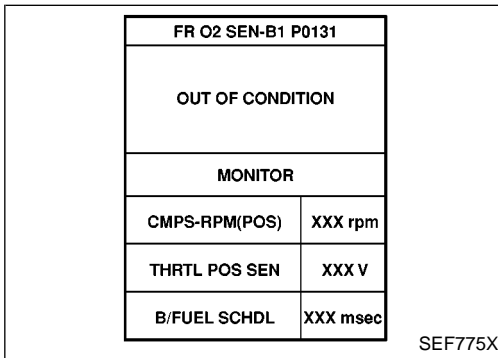 FR O2 SEN-B1 P0131
OUT OF CONDITION
MONITOR
CMPS-RPM(POS) XXX rpm
THRTL POS SEN XXX V
B/FUEL SCHDL XXX msec
SEF775X